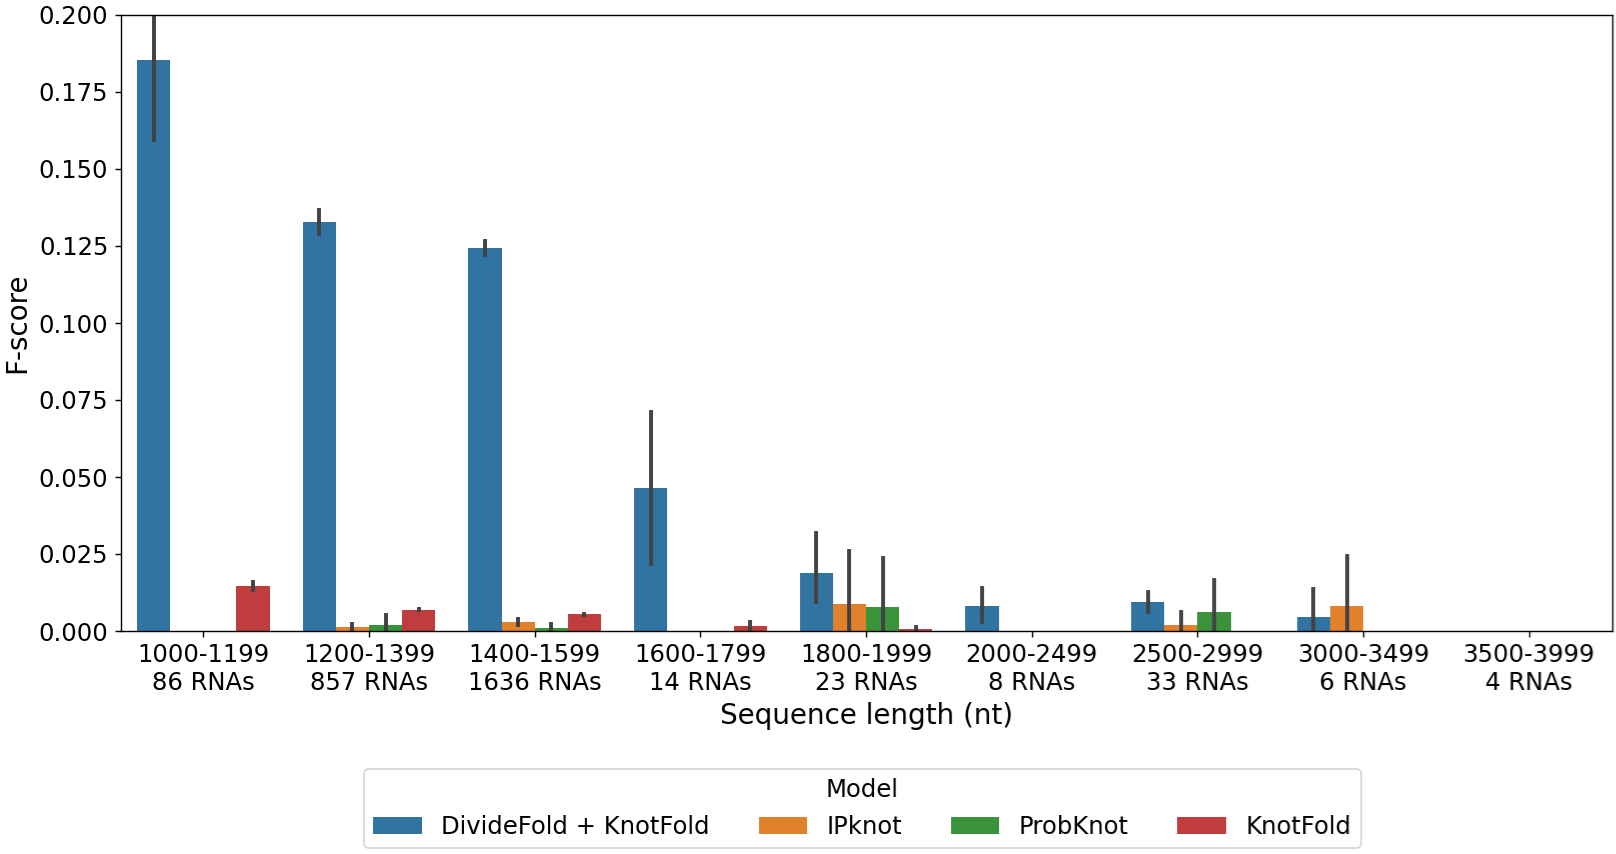 0.200
0.175
0.150
0.125
0.100
0.075
0.050
0.025
0.000
F-score
1000-1199 1200-1399 1400-1599 1600-1799 1800-1999 2000-2499 2500-2999 3000-3499 3500-3999
86 RNAs 857 RNAs 1636 RNAs 14 RNAs 23 RNAs 8 RNAs 33 RNAs 6 RNAs 4 RNAs
Sequence length (nt)
Model
DivideFold + KnotFold IPknot ProbKnot KnotFold